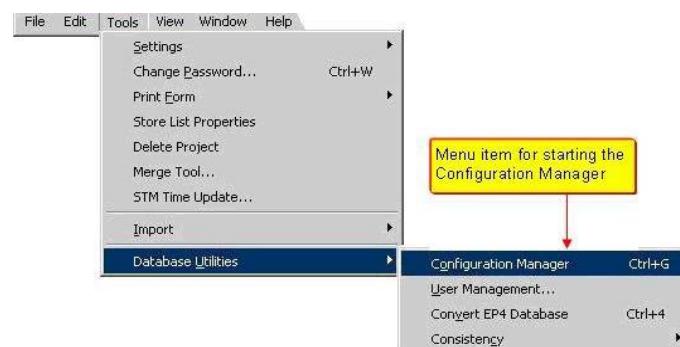 File Edit Tools View Window Help
Settings
Change Password... Ctrl+W
Print Form
Store List Properties
Delete Project
Merge Tool...
STM Time Update...
Import
Database Utilities
Menu item for starting the
Configuration Manager
Configuration Manager Ctrl+G
User Management...
Convert EP4 Database Ctrl+4
Consistency